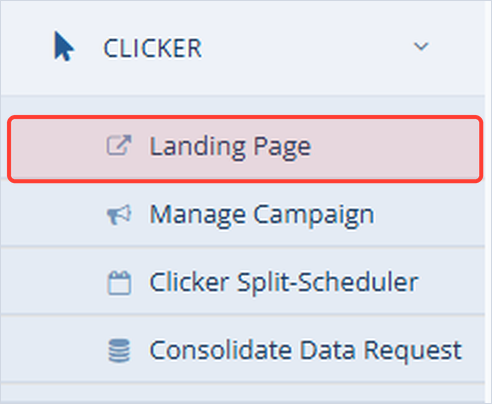 CLICKER
Landing Page
Manage Campaign
Clicker Split-Scheduler
Consolidate Data Request